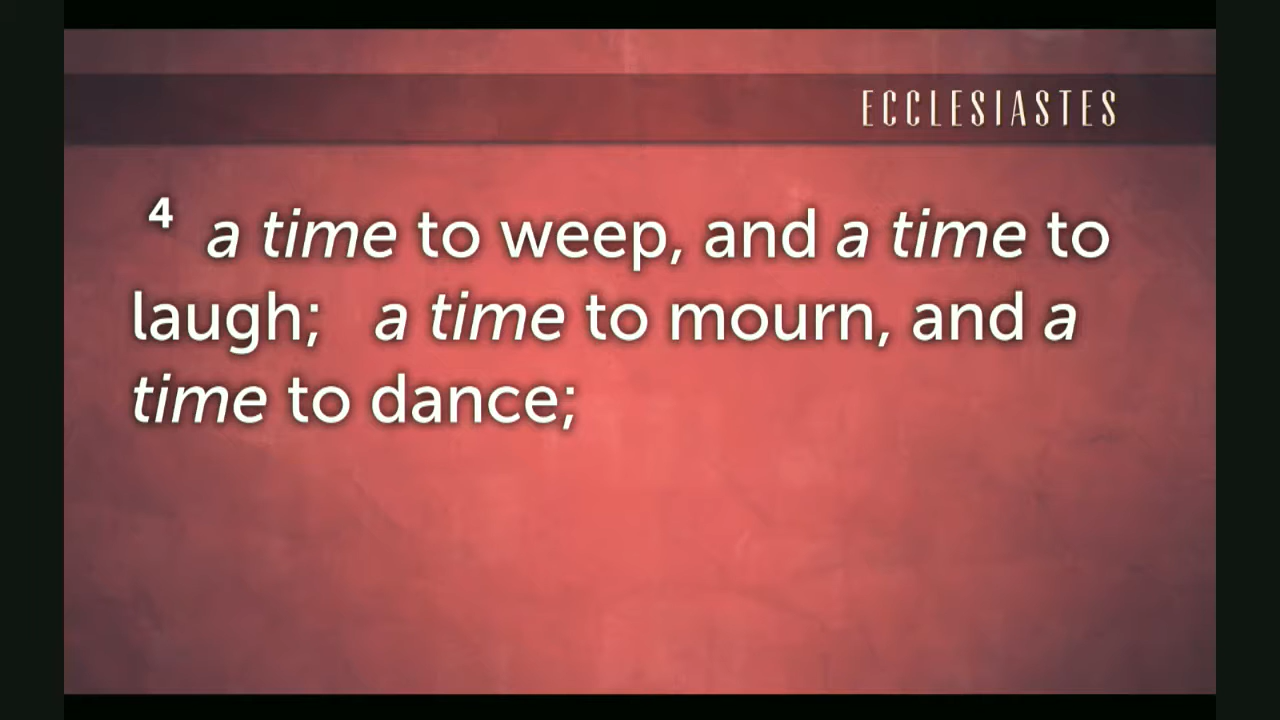 ECCLESIASTES
4 a time to weep, and a time to
laugh; a time to mourn, and a
time to dance;